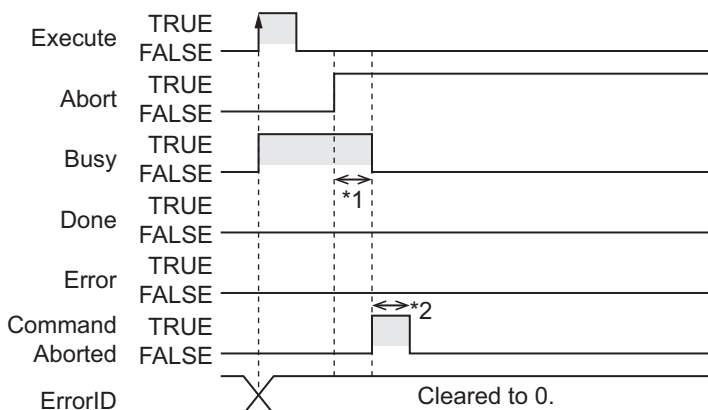 Execute TRUE
FALSE
Abort TRUE
FALSE
Busy TRUE
FALSE
*1
Done TRUE
FALSE
Error TRUE
FALSE
Command Aborted TRUE
FALSE
*2
ErrorID Cleared to 0.